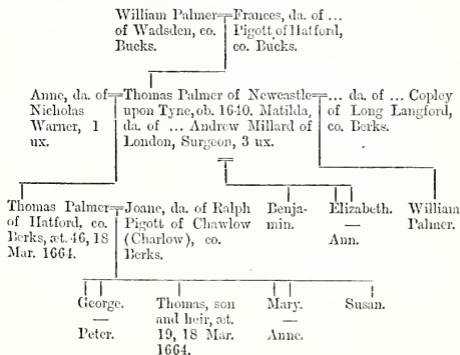 William Palmer
of Wadsden, co.
Bucks.
Frances, da. of ...
Pigott of Hatford,
co. Bucks.
Anne, da. of
Nicholas
Warner, 1
ux.
Thomas Palmer of Newcastle
upon Tyne, ob. 1640. Matilda,
da. of ... Andrew Millard of
London, Surgeon, 3 ux.
... da. of ... Copley
of Long Langford,
co. Berks.
Thomas Palmer
of Hatford, co.
Berks, æt. 46, 18
Mar. 1664.
Joane, da. of Ralph
Pigott of Chawlow
(Charlow), co.
Berks.
Benja-
min.
Elizabeth.
—
Ann.
William
Palmer.
George.
—
Peter.
Thomas, son
and heir, æt.
19, 18 Mar.
1664.
Mary.
—
Anne.
Susan.